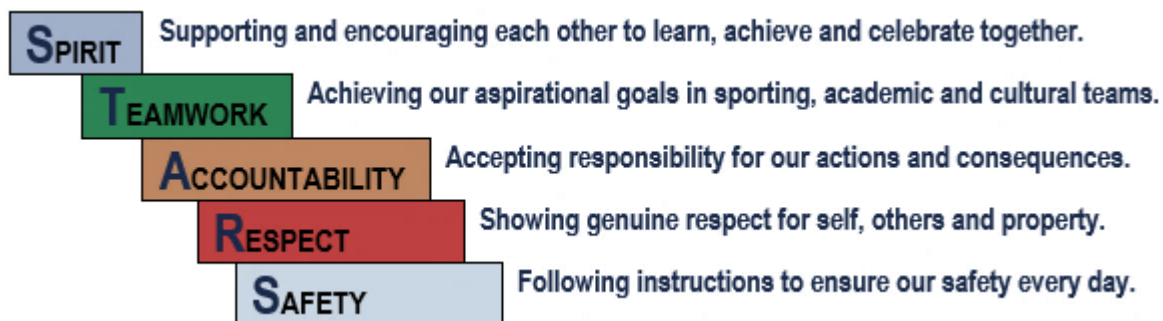 SPIRIT Supporting and encouraging each other to learn, achieve and celebrate together.
TEAMWORK Achieving our aspirational goals in sporting, academic and cultural teams.
ACCOUNTABILITY Accepting responsibility for our actions and consequences.
RESPECT Showing genuine respect for self, others and property.
SAFETY Following instructions to ensure our safety every day.